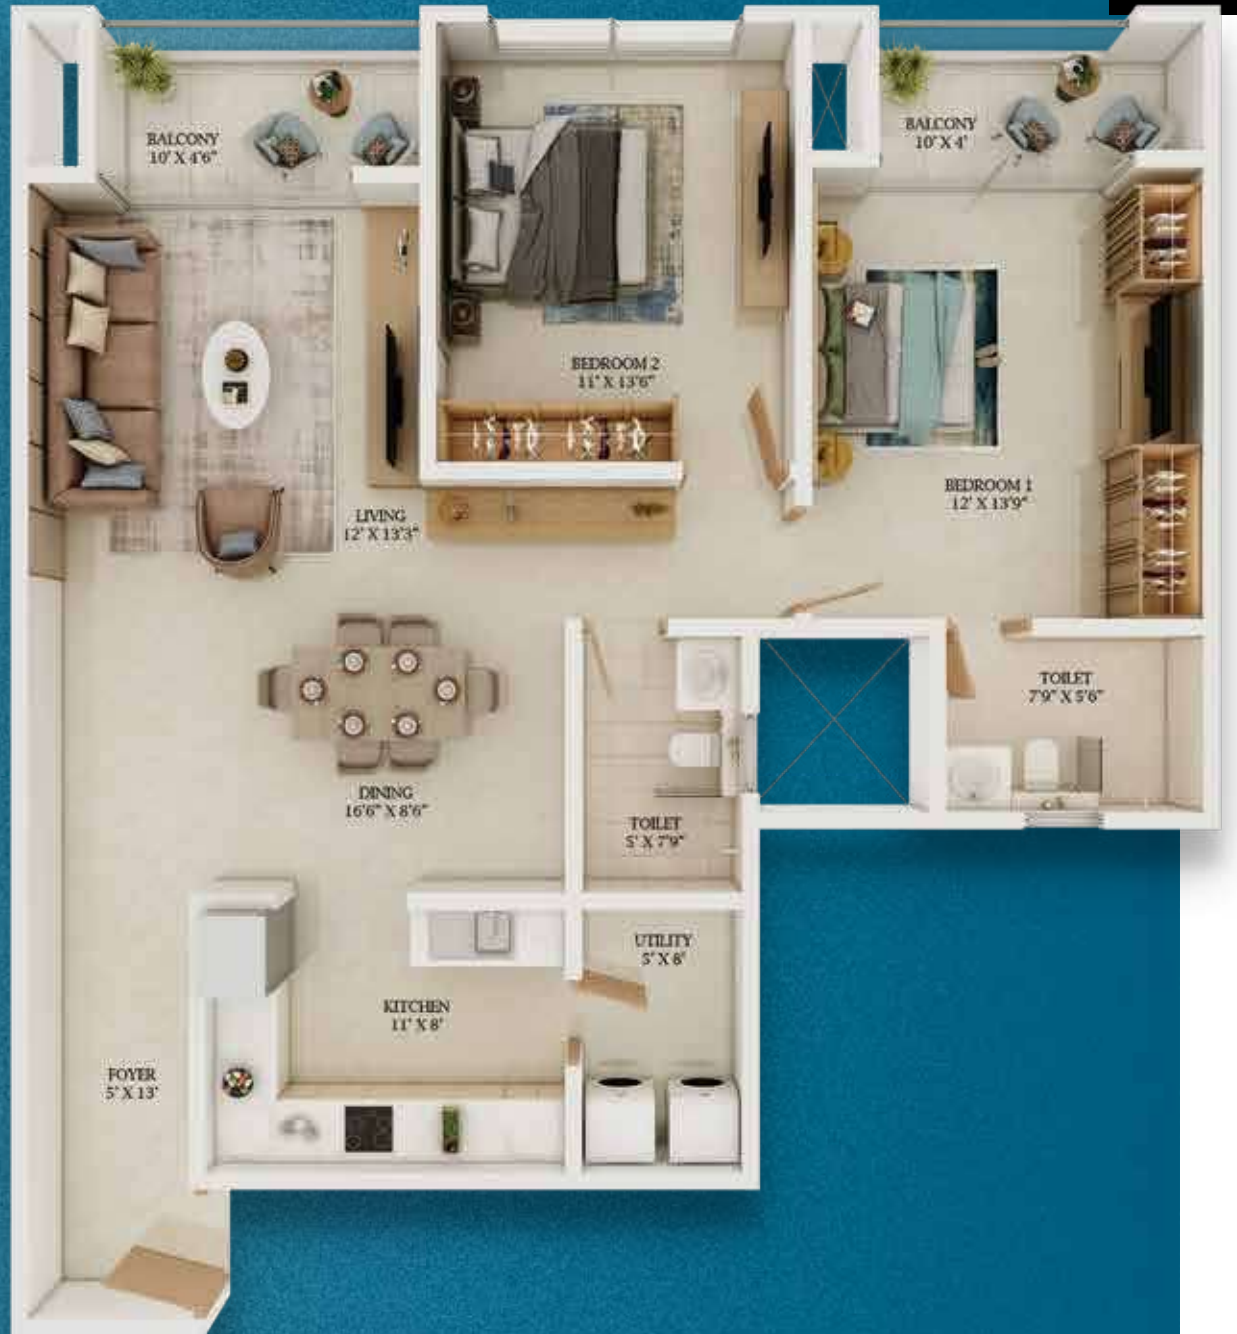 BALCONY
10' X 4'6"
BALCONY
10' X 4'
BEDROOM 2
11' X 13'6"
BEDROOM 1
12' X 13'9"
LIVING
12' X 13'3"
TOILET
7'9" X 5'6"
DINING
16'6" X 8'6"
TOILET
5' X 7'9"
UTILITY
5' X 8'
KITCHEN
11' X 8'
FOYER
5' X 13'